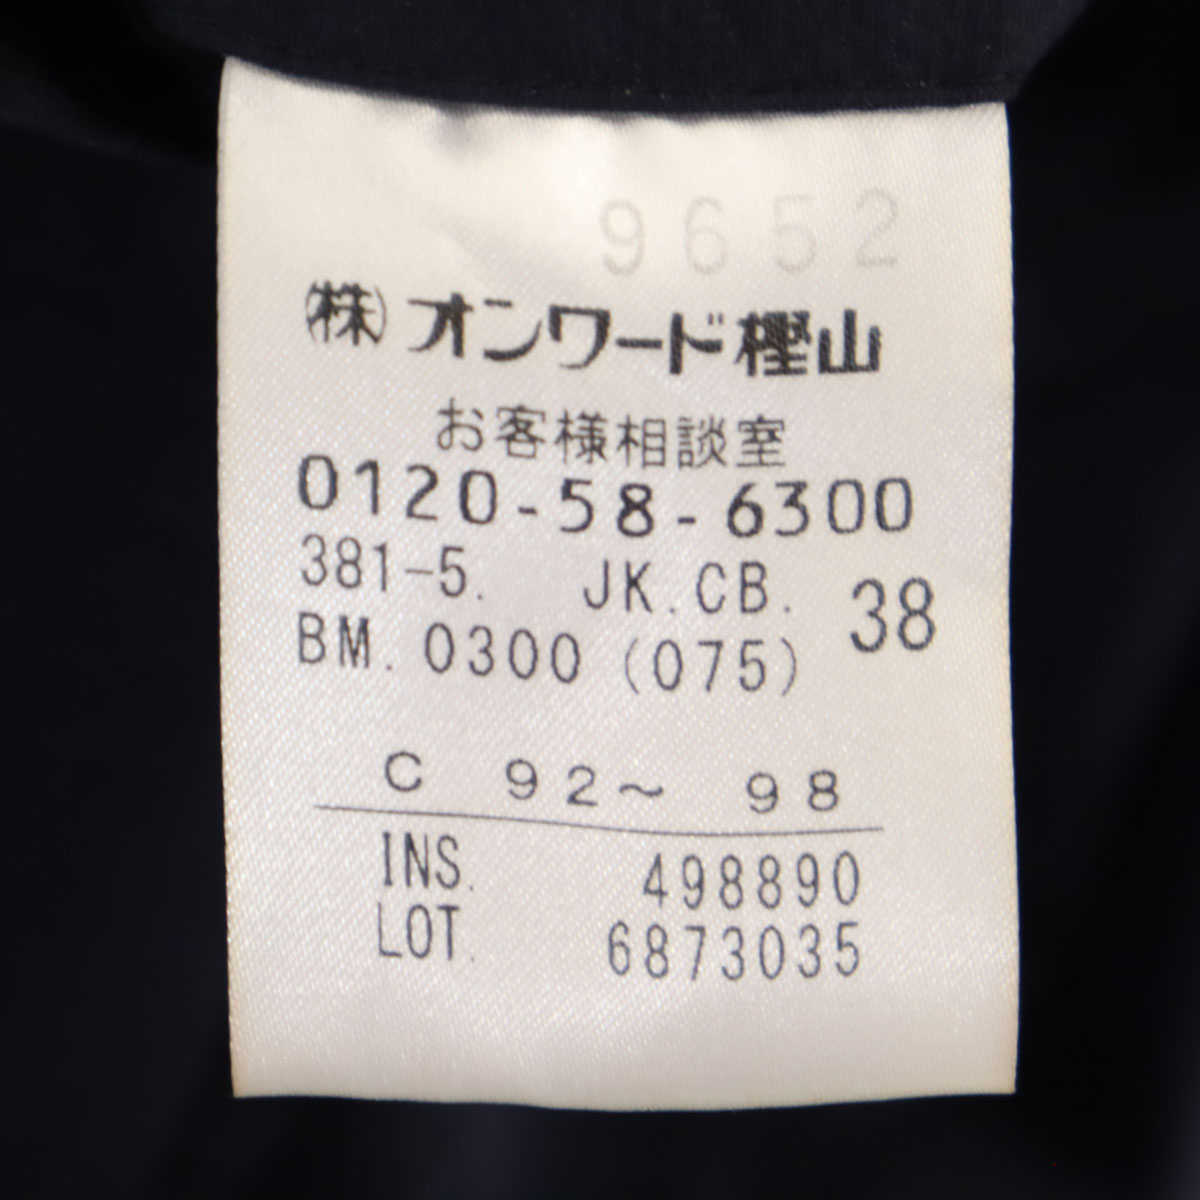 9652
㈱オンワード樫山
お客様相談室
0120-58-6300
381-5. JK.CB. 38
BM. 0300 (075)
C 92～ 98
INS. 498890
LOT. 6873035